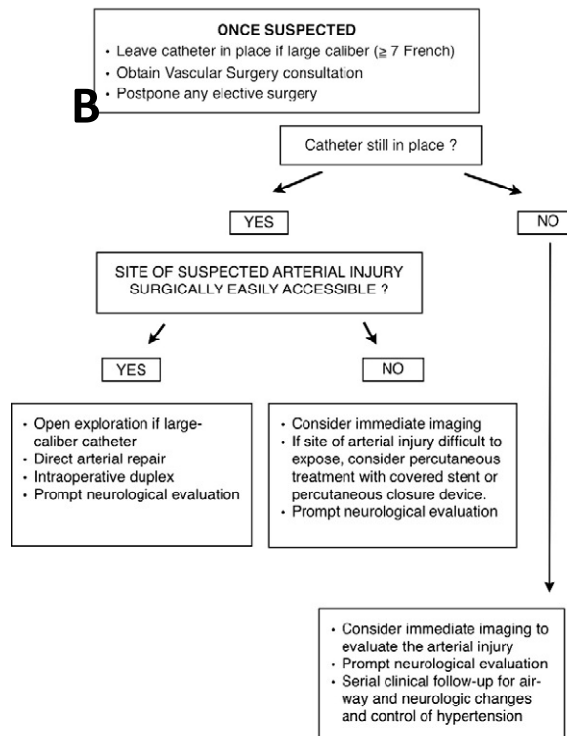 ONCE SUSPECTED
• Leave catheter in place if large caliber (≥ 7 French)
• Obtain Vascular Surgery consultation
• Postpone any elective surgery
B
Catheter still in place ?
YES
NO
SITE OF SUSPECTED ARTERIAL INJURY
SURGICALLY EASILY ACCESSIBLE ?
YES
NO
• Open exploration if large-
caliber catheter
• Direct arterial repair
• Intraoperative duplex
• Prompt neurological evaluation
• Consider immediate imaging
• If site of arterial injury difficult to
expose, consider percutaneous
treatment with covered stent or
percutaneous closure device.
• Prompt neurological evaluation
• Consider immediate imaging to
evaluate the arterial injury
• Prompt neurological evaluation
• Serial clinical follow-up for air-
way and neurologic changes
and control of hypertension